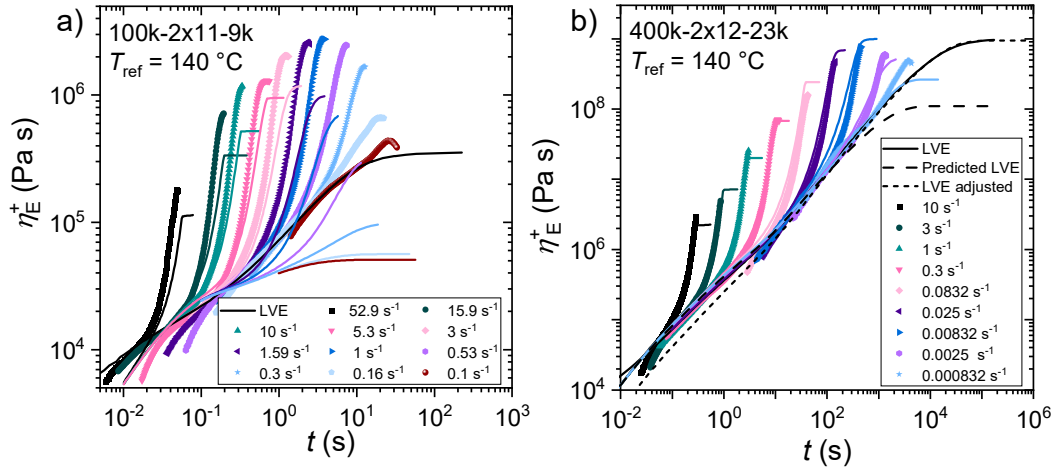 a)
100k-2x11-9k
T_ref = 140 °C
η_E^+ (Pa s)
10^6
10^5
10^4
LVE 52.9 s^-1 15.9 s^-1
10 s^-1 5.3 s^-1 3 s^-1
1.59 s^-1 1 s^-1 0.53 s^-1
0.3 s^-1 0.16 s^-1 0.1 s^-1
10^-2 10^-1 10^0 10^1 10^2 10^3
t (s)
b)
400k-2x12-23k
T_ref = 140 °C
η_E^+ (Pa s)
10^8
10^6
10^4
LVE
Predicted LVE
LVE adjusted
10 s^-1
3 s^-1
1 s^-1
0.3 s^-1
0.0832 s^-1
0.025 s^-1
0.00832 s^-1
0.0025 s^-1
0.000832 s^-1
10^-2 10^0 10^2 10^4 10^6
t (s)